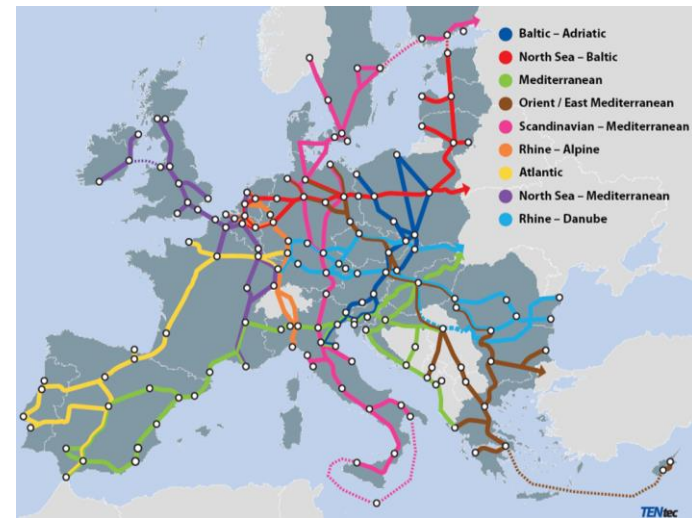 Baltic – Adriatic
North Sea – Baltic
Mediterranean
Orient / East Mediterranean
Scandinavian – Mediterranean
Rhine – Alpine
Atlantic
North Sea – Mediterranean
Rhine – Danube
TENtec